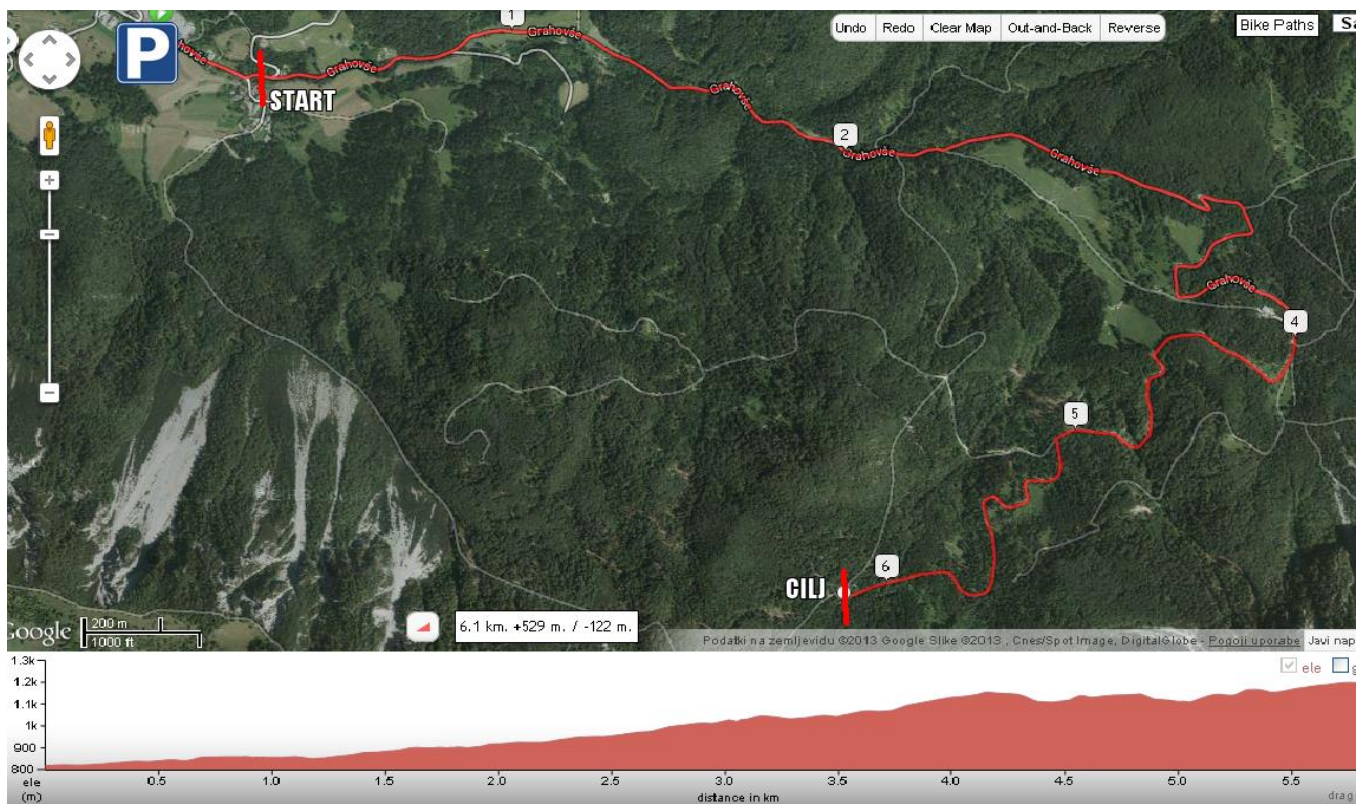 1
Undo
Redo
Clear Map
Out-and-Back
Reverse
Bike Paths
P
Grahovše
START
Grahovše
2
Grahovše
Grahovše
Grahovše
4
5
6
CILJ
200 m
1000 ft
6.1 km. +529 m. / -122 m.
Google
Podatki na zemljevidu ©2013 Google Slike ©2013 , Cnes/Spot Image, DigitalGlobe - Pogoji uporabe
1.3k
1.2k
1.1k
1k
900
800
ele
(m)
ele
0.5
1.0
1.5
2.0
2.5
3.0
3.5
4.0
4.5
5.0
5.5
distance in km
drag